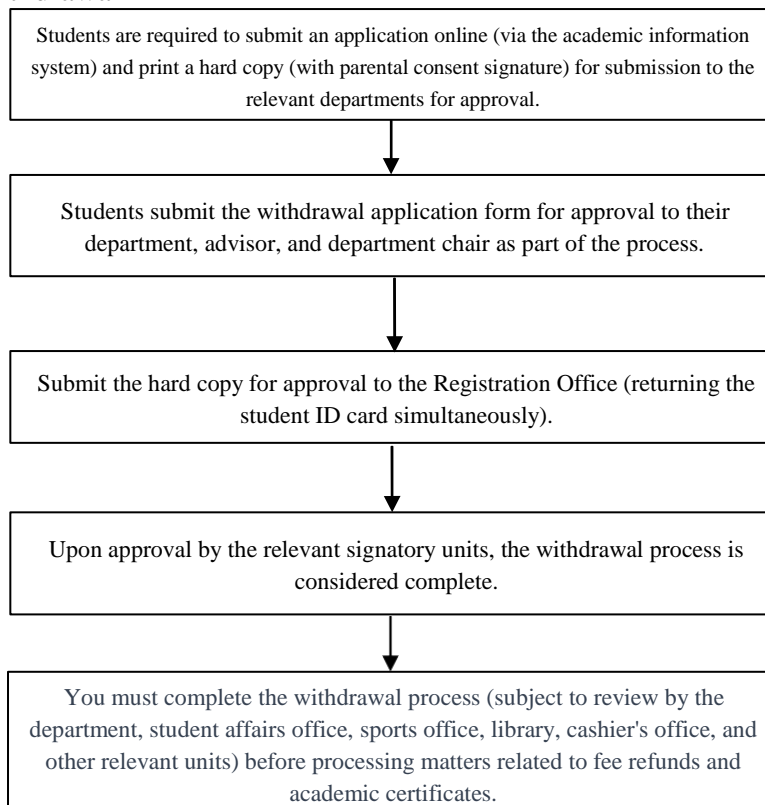 Students are required to submit an application online (via the academic information
system) and print a hard copy (with parental consent signature) for submission to the
relevant departments for approval.
Students submit the withdrawal application form for approval to their
department, advisor, and department chair as part of the process.
Submit the hard copy for approval to the Registration Office (returning the
student ID card simultaneously).
Upon approval by the relevant signatory units, the withdrawal process is
considered complete.
You must complete the withdrawal process (subject to review by the
department, student affairs office, sports office, library, cashier's office, and
other relevant units) before processing matters related to fee refunds and
academic certificates.